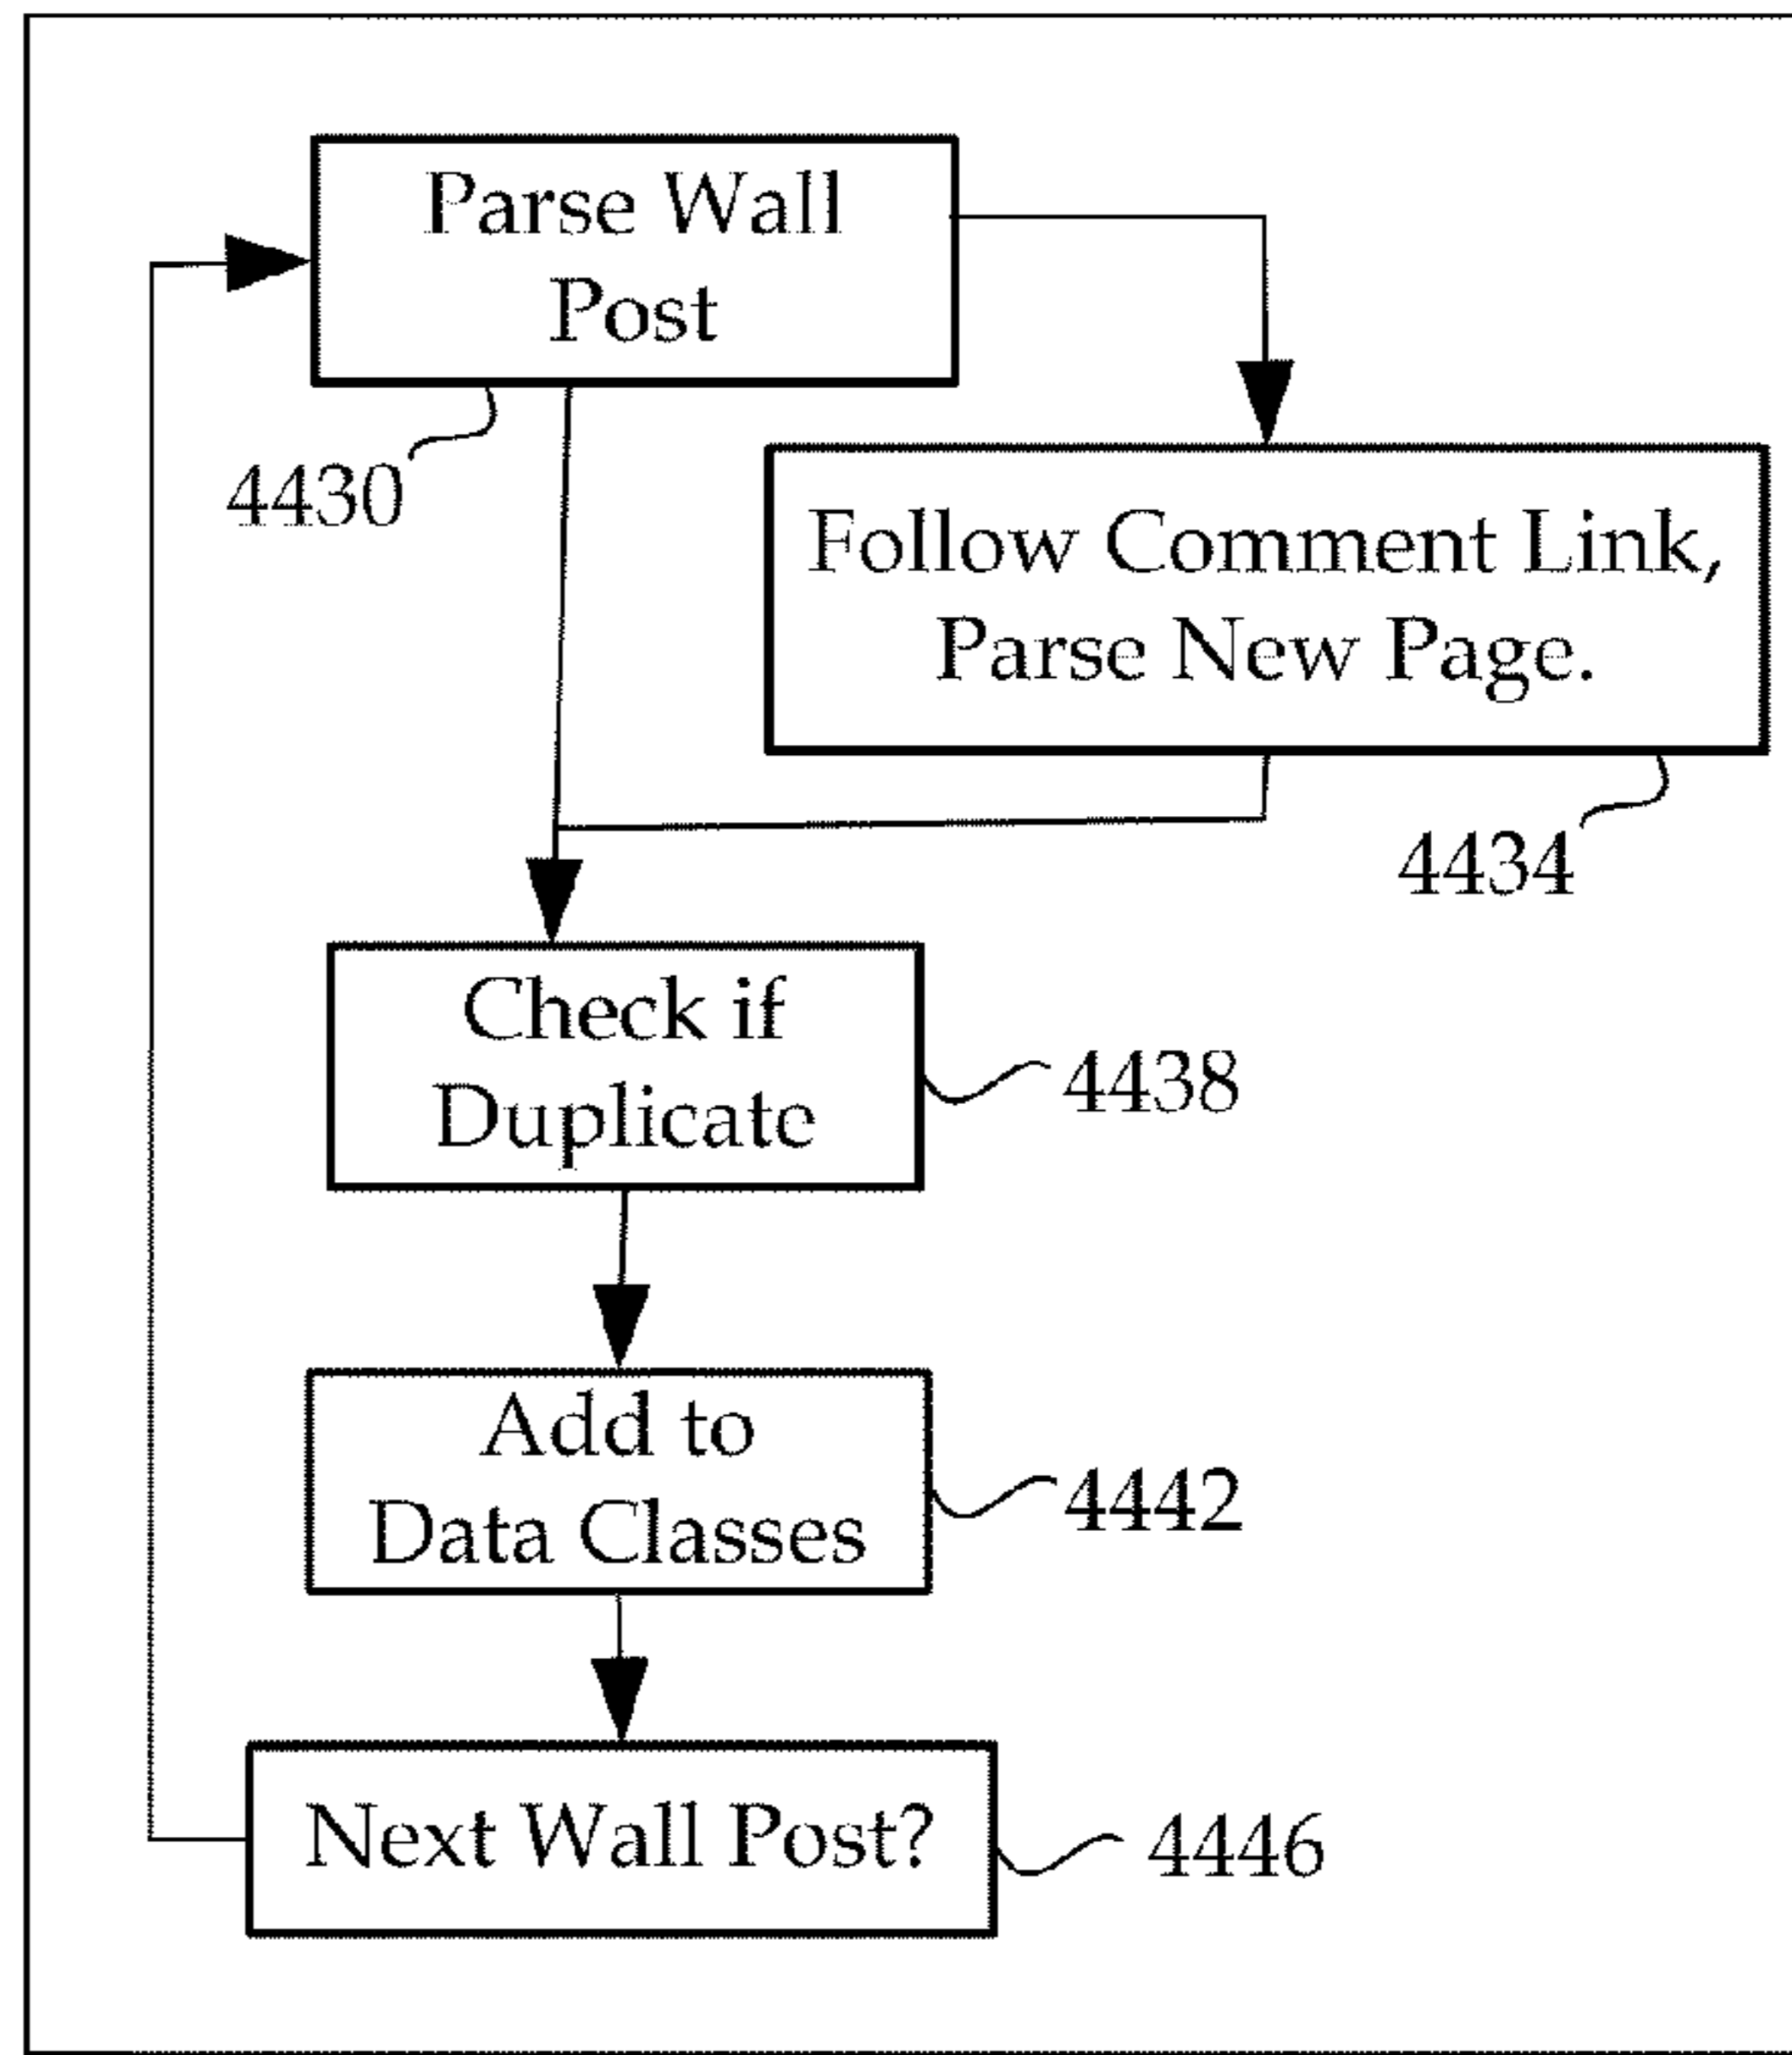 Parse Wall
Post
4430
Follow Comment Link,
Parse New Page.
4434
Check if
Duplicate
4438
Add to
Data Classes
4442
Next Wall Post?
4446